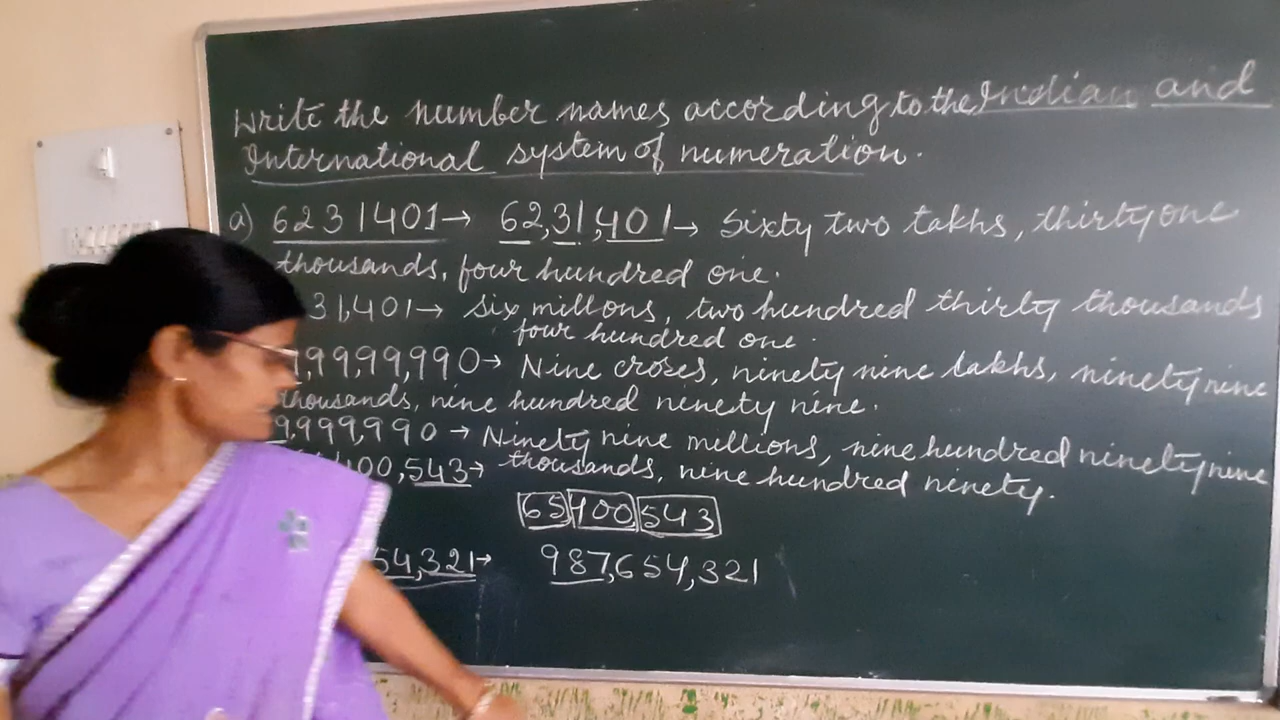 Write the number names according to the Indian and
International system of numeration.
a) 6231401→ 62,31,401→ Sixty two lakhs, thirty one
thousands, four hundred one.
31,401→ Six millons, two hundred thirty thousands
four hundred one.
9,99,99,990→ Nine crores, ninety nine lakhs, ninety nine
thousands, nine hundred ninety nine.
9,999,990→ Ninety nine millions, nine hundred ninety nine
400,543→ thousands, nine hundred ninety.
65 400 543
54,321→ 987,654,321